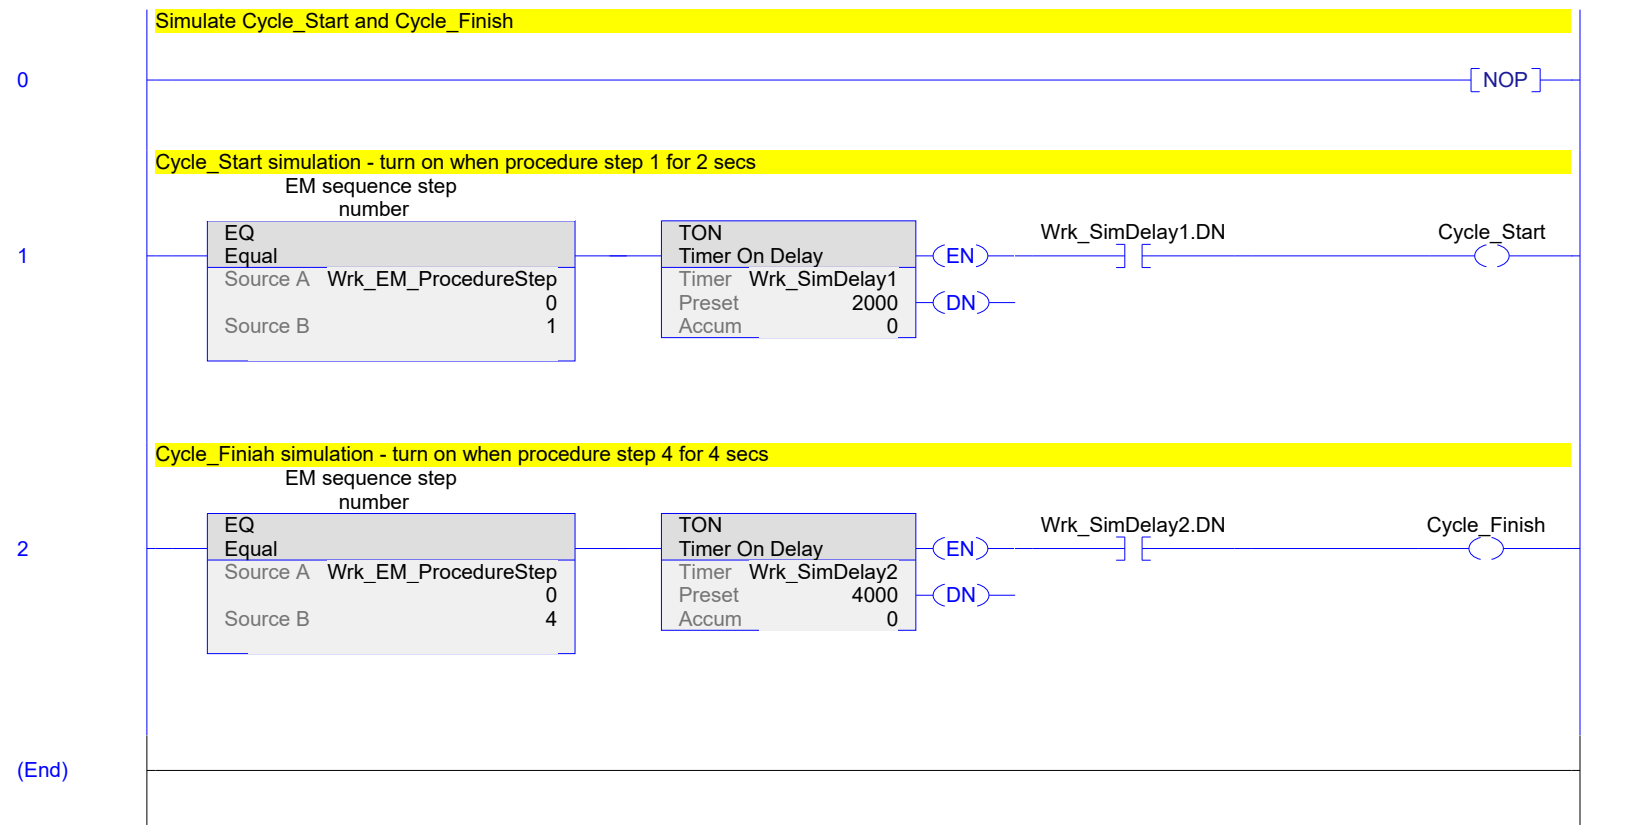 Simulate Cycle_Start and Cycle_Finish
0
NOP
Cycle_Start simulation - turn on when procedure step 1 for 2 secs
EM sequence step
number
EQ
Equal
Source A Wrk_EM_ProcedureStep
0
Source B 1
1
TON
Timer On Delay
Timer Wrk_SimDelay1
Preset 2000
Accum 0
EN
DN
Wrk_SimDelay1.DN
Cycle_Start
Cycle_Finiah simulation - turn on when procedure step 4 for 4 secs
EM sequence step
number
EQ
Equal
Source A Wrk_EM_ProcedureStep
0
Source B 4
2
TON
Timer On Delay
Timer Wrk_SimDelay2
Preset 4000
Accum 0
EN
DN
Wrk_SimDelay2.DN
Cycle_Finish
(End)